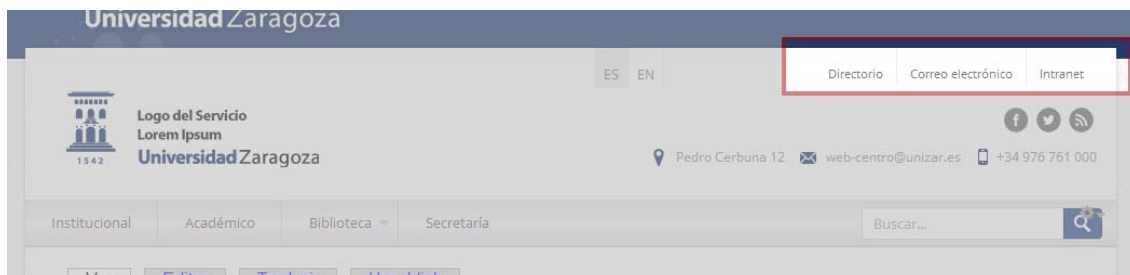 Universidad Zaragoza
ES EN Directorio Correo electrónico Intranet
Logo del Servicio
Lorem Ipsum
1542 Universidad Zaragoza
Pedro Cerbuna 12 web-centro@unizar.es +34 976 761 000
Institucional Académico Biblioteca Secretaría Buscar...